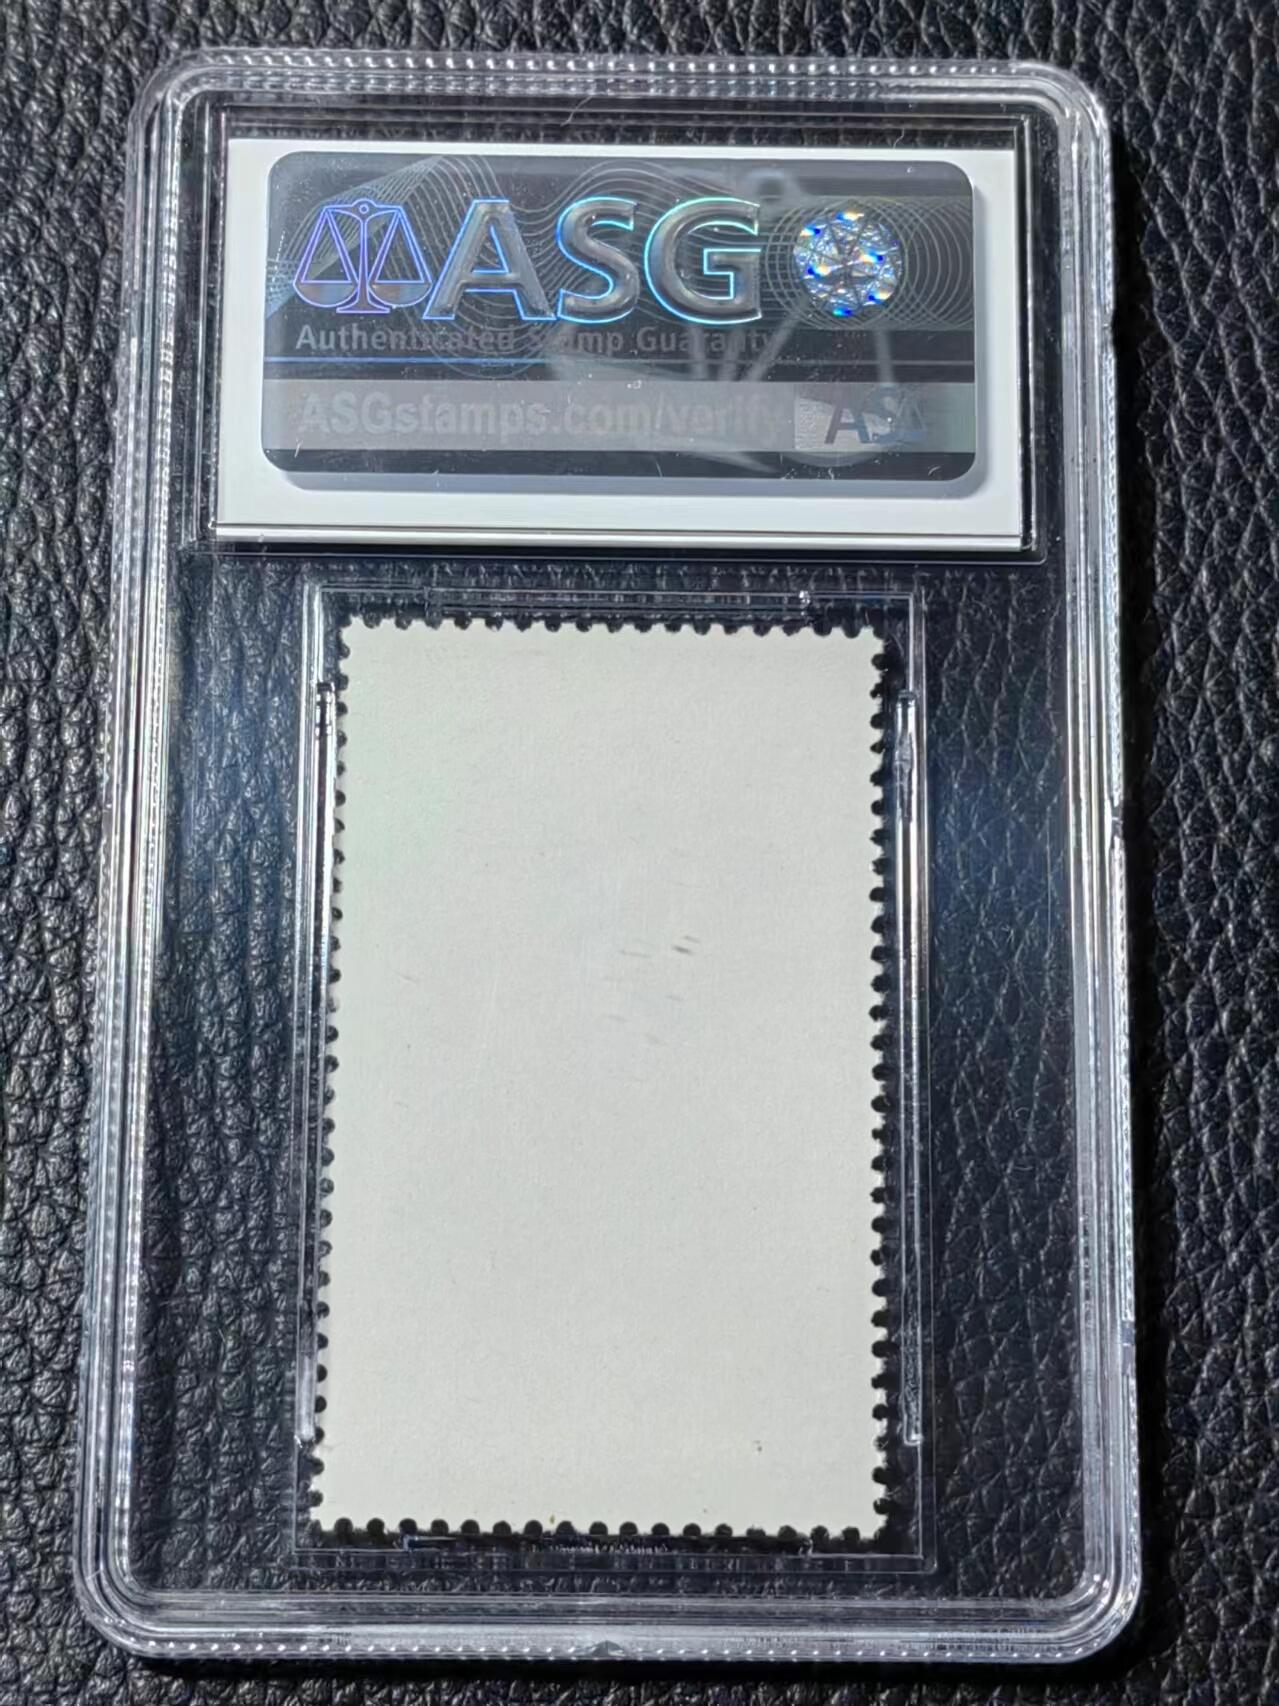 ASG
Authenticated Stamp Guaranty
ASGstamps.com/verify